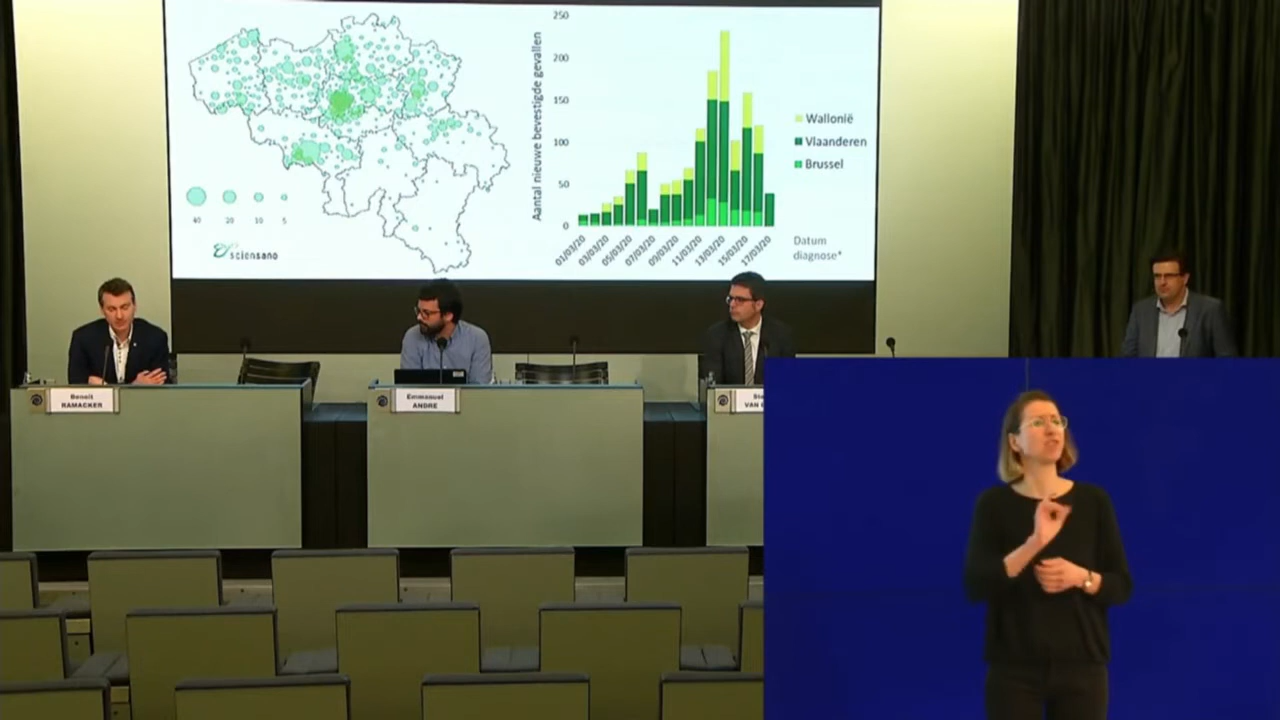 250
200
150
100
50
0
Aantal nieuwe bevestigde gevallen
Wallonië
Vlaanderen
Brussel
40 20 10 5
sciensano
01/03/20 03/03/20 05/03/20 07/03/20 09/03/20 11/03/20 13/03/20 15/03/20 17/03/20
Datum
diagnose*
Benoit
RAMACKER
Emmanuel
ANDRE
VAN